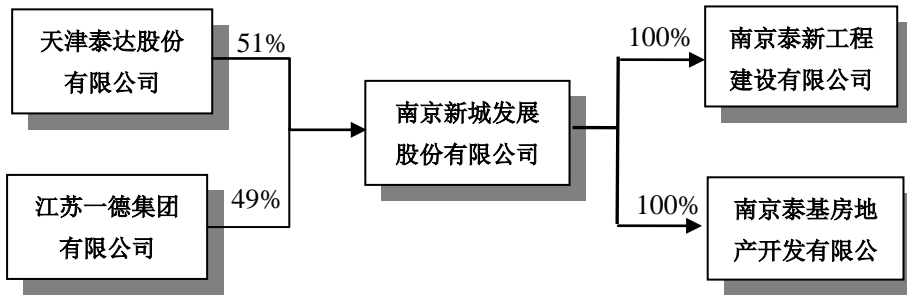 天津泰达股份
有限公司
51%
江苏一德集团
有限公司
49%
南京新城发展
股份有限公司
100%
南京泰新工程
建设有限公司
100%
南京泰基房地
产开发有限公